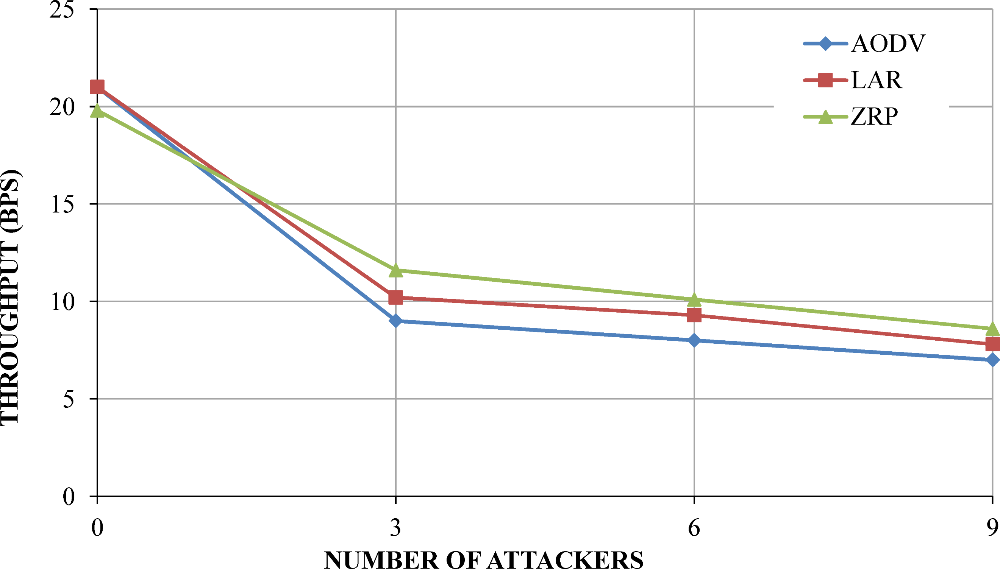 25
20
15
10
5
0
THROUGHPUT (BPS)
AODV
LAR
ZRP
0 3 6 9
NUMBER OF ATTACKERS